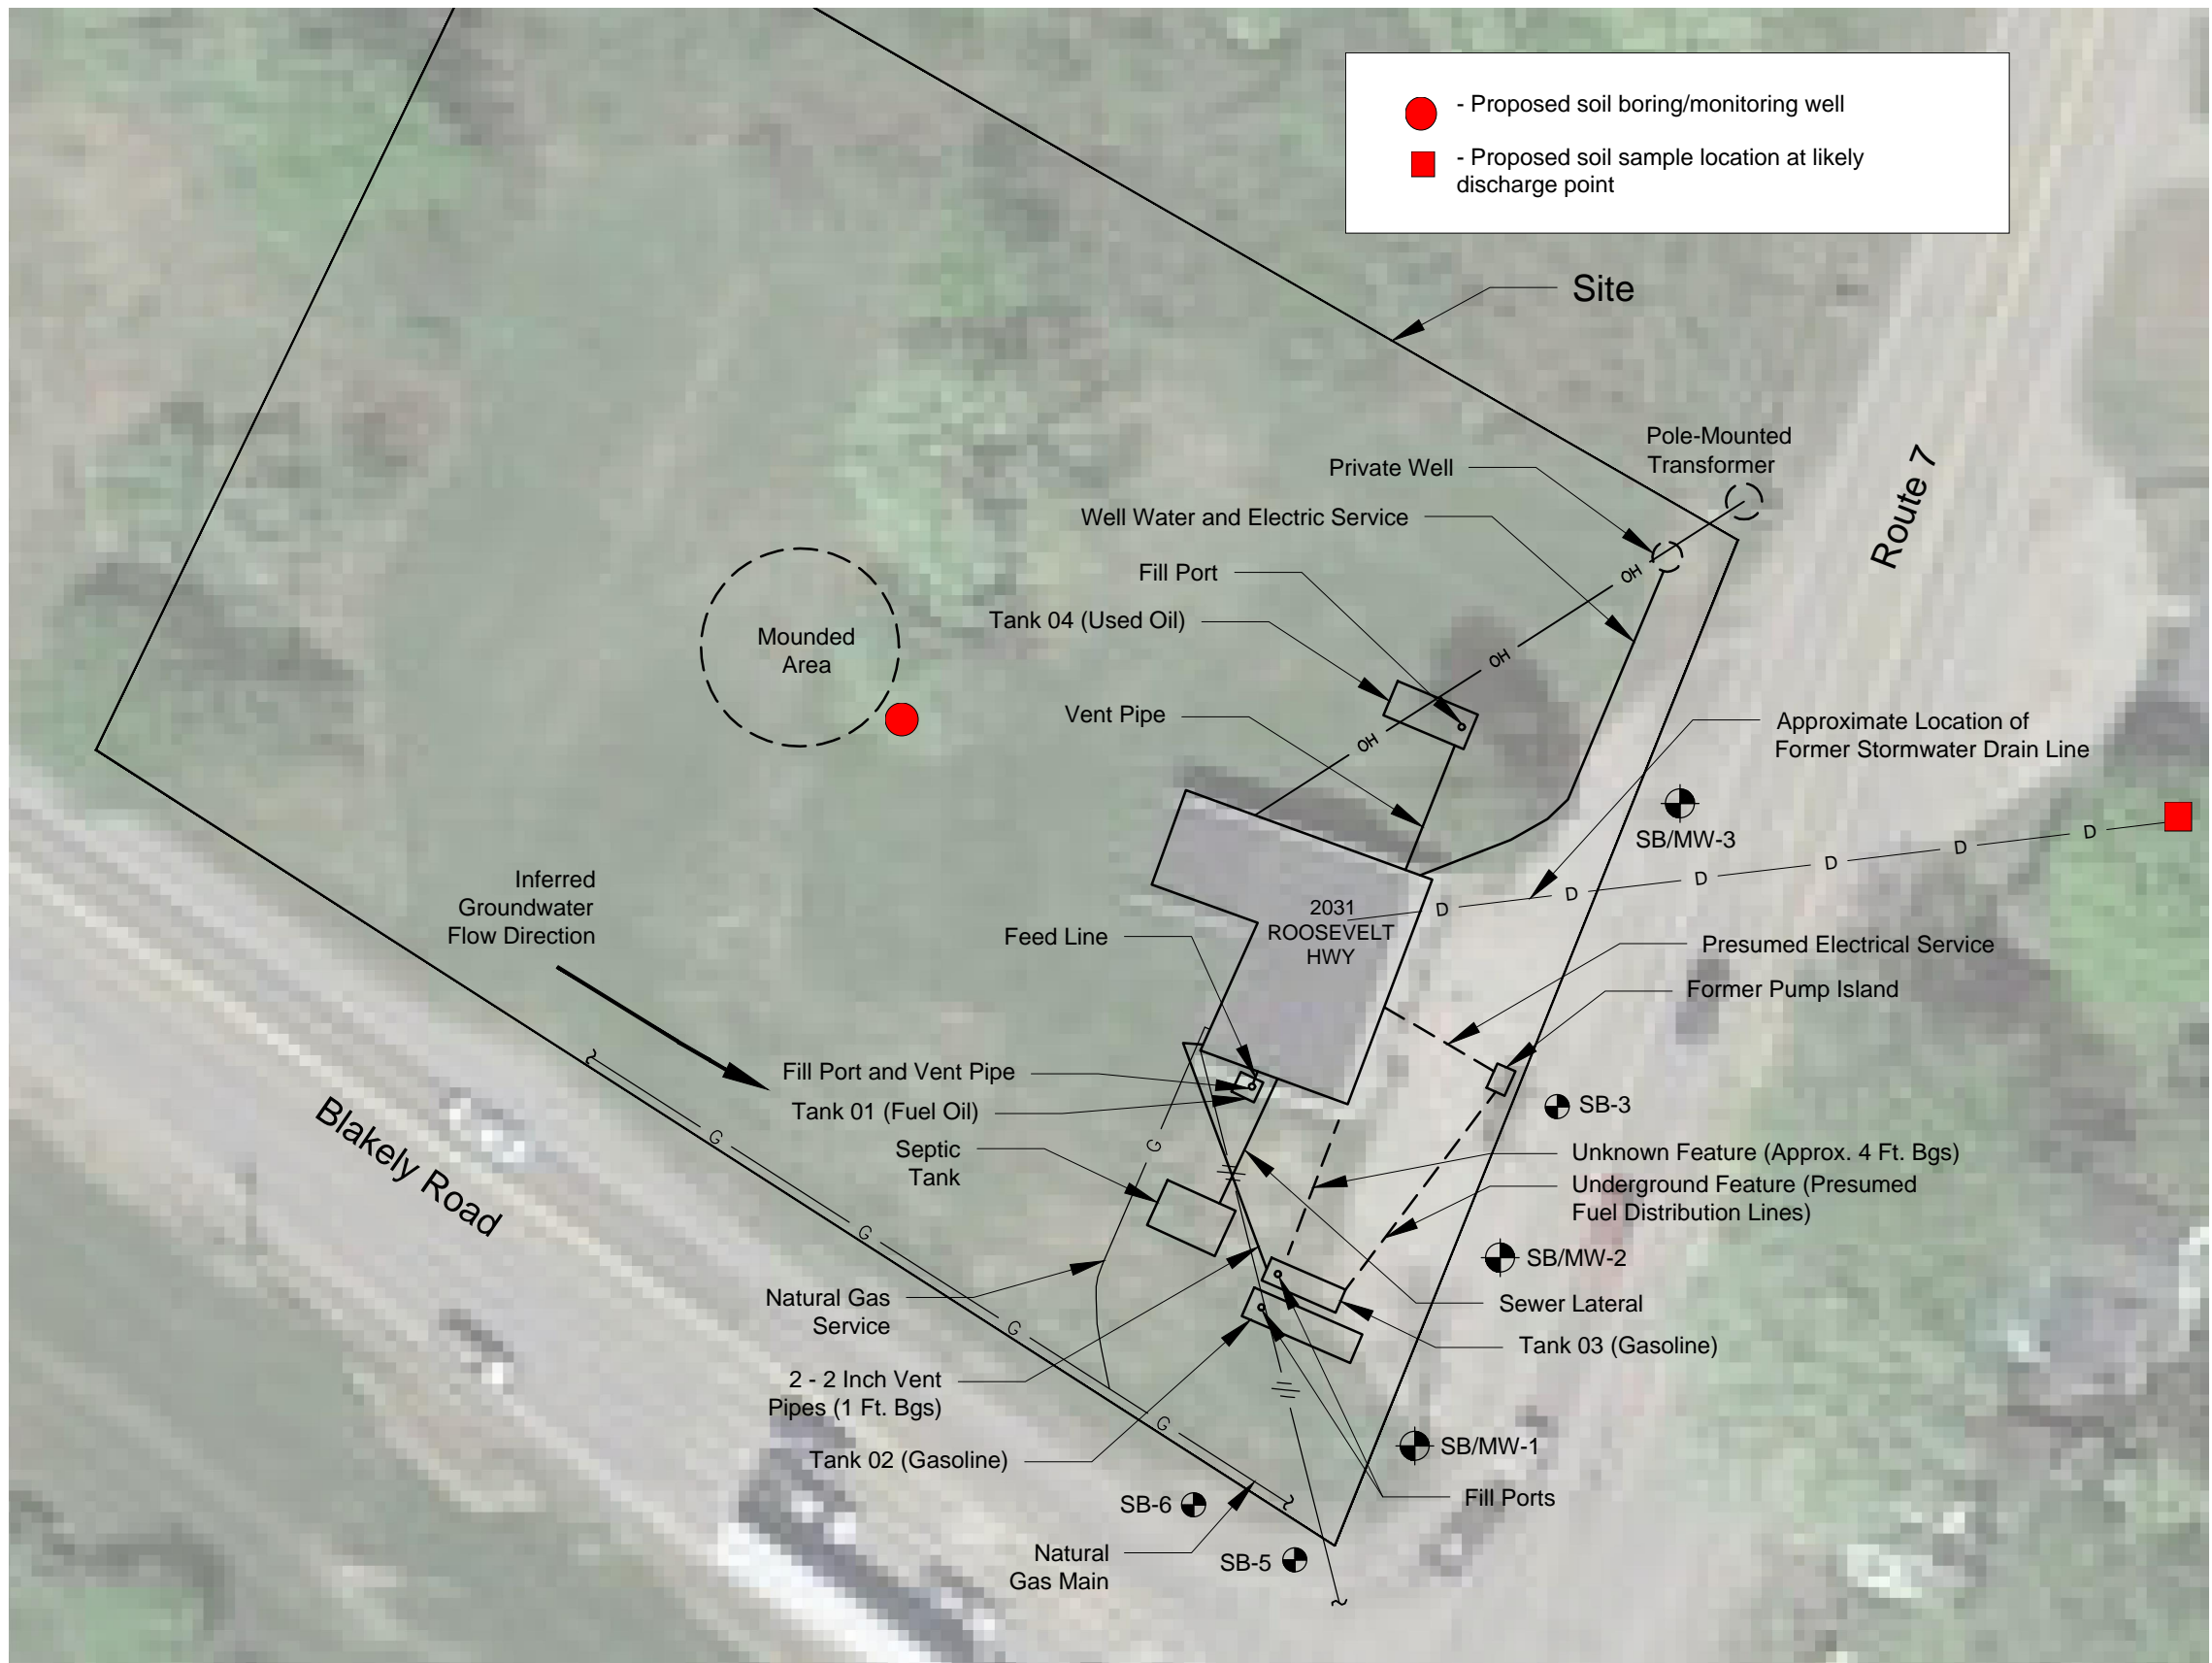 - Proposed soil boring/monitoring well
- Proposed soil sample location at likely
discharge point
Site
Pole-Mounted
Transformer
Route 7
Private Well
Well Water and Electric Service
Fill Port
OH
Tank 04 (Used Oil)
Mounded
Area
OH
Vent Pipe
OH
Approximate Location of
Former Stormwater Drain Line
SB/MW-3
D
D
D
D
D
D
Inferred
Groundwater
Flow Direction
2031
ROOSEVELT
HWY
Feed Line
Presumed Electrical Service
Former Pump Island
Fill Port and Vent Pipe
Tank 01 (Fuel Oil)
SB-3
Blakely Road
G
G
Septic
Tank
Unknown Feature (Approx. 4 Ft. Bgs)
Underground Feature (Presumed
Fuel Distribution Lines)
G
SB/MW-2
Natural Gas
Service
G
Sewer Lateral
Tank 03 (Gasoline)
2 - 2 Inch Vent
Pipes (1 Ft. Bgs)
G
Tank 02 (Gasoline)
SB/MW-1
Fill Ports
SB-6
Natural
Gas Main
SB-5